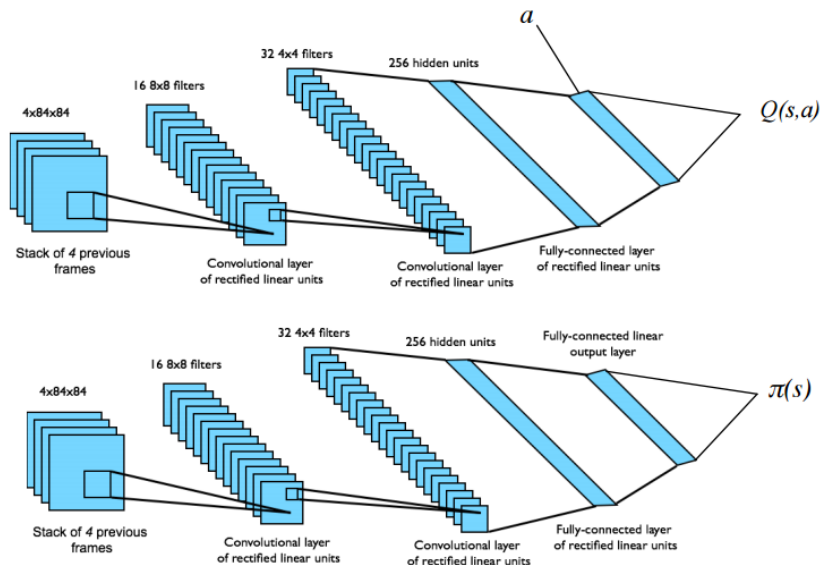 a
32 4x4 filters
256 hidden units
16 8x8 filters
4x84x84
Q(s,a)
Stack of 4 previous
frames
Convolutional layer
of rectified linear units
Convolutional layer
of rectified linear units
Fully-connected layer
of rectified linear units
32 4x4 filters
256 hidden units
Fully-connected linear
output layer
16 8x8 filters
4x84x84
π(s)
Stack of 4 previous
frames
Convolutional layer
of rectified linear units
Convolutional layer
of rectified linear units
Fully-connected layer
of rectified linear units